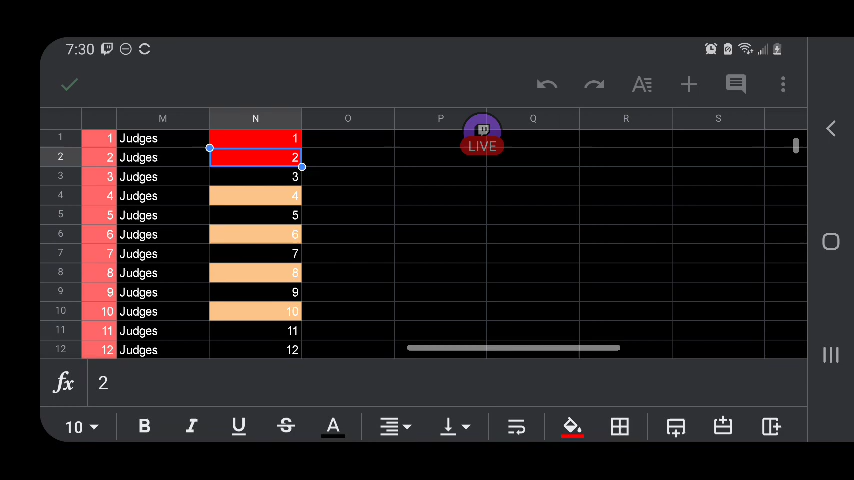 7:30
M N O P Q R S
LIVE
1 1 Judges 1
2 2 Judges 2
3 3 Judges 3
4 4 Judges 4
5 5 Judges 5
6 6 Judges 6
7 7 Judges 7
8 8 Judges 8
9 9 Judges 9
10 10 Judges 10
11 11 Judges 11
12 12 Judges 12
fx 2
10 B I U S A